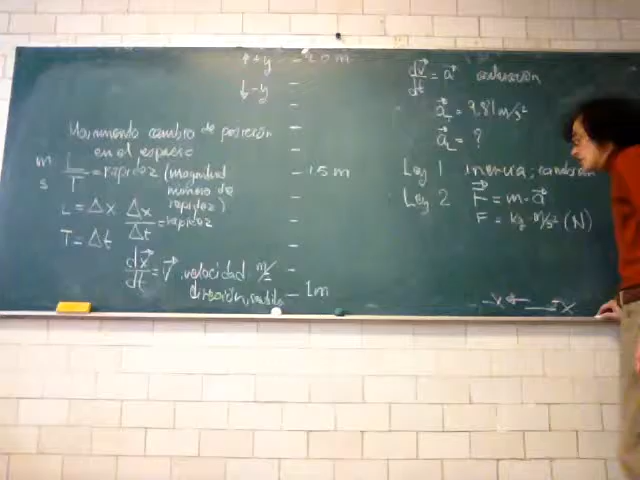 ↑+y
2.0 m
↓-y
Movimiento cambio de posición
en el espacio
m
s
L/T = rapidez (magnitud
número de
rapidez)
1.5 m
L = Δx
Δx/Δt = rapidez
T = Δt
dx⃗/dt = v⃗ . velocidad m/s
dirección, sentido
1m
dv⃗/dt = a⃗ aceleración
= 9.81 m/s²
a⃗L = ?
Ley 1 inercia;
Ley 2 F⃗ = m·a⃗
F = kg·m/s² (N)
-x ← → x